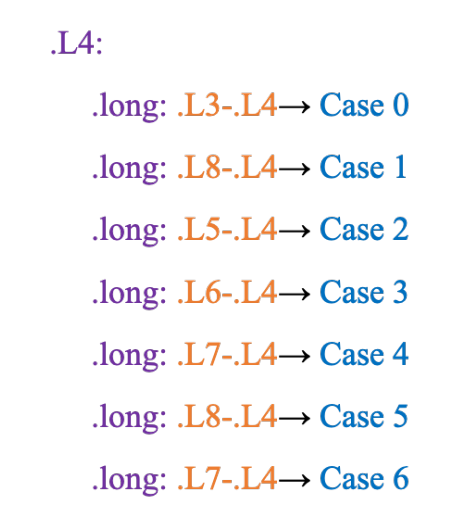 .L4:
.long: .L3-.L4→ Case 0
.long: .L8-.L4→ Case 1
.long: .L5-.L4→ Case 2
.long: .L6-.L4→ Case 3
.long: .L7-.L4→ Case 4
.long: .L8-.L4→ Case 5
.long: .L7-.L4→ Case 6